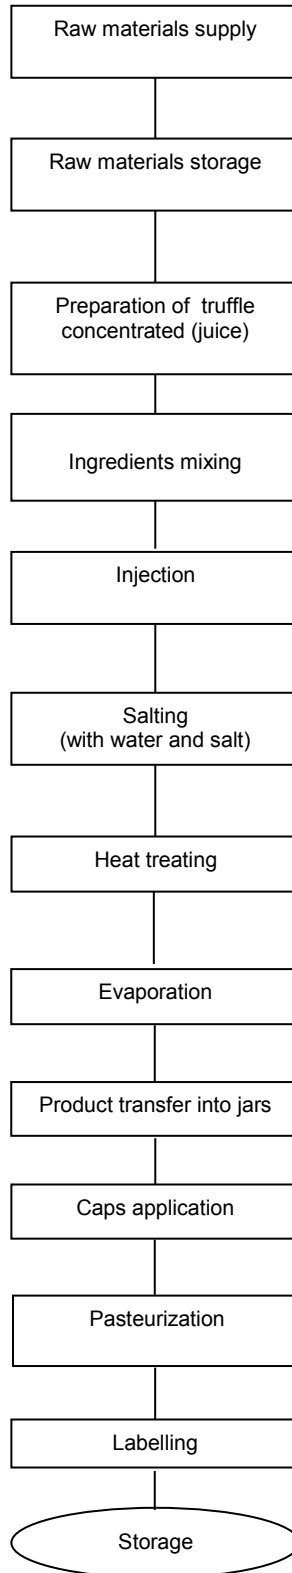 Raw materials supply
Raw materials storage
Preparation of truffle
concentrated (juice)
Ingredients mixing
Injection
Salting
(with water and salt)
Heat treating
Evaporation
Product transfer into jars
Caps application
Pasteurization
Labelling
Storage